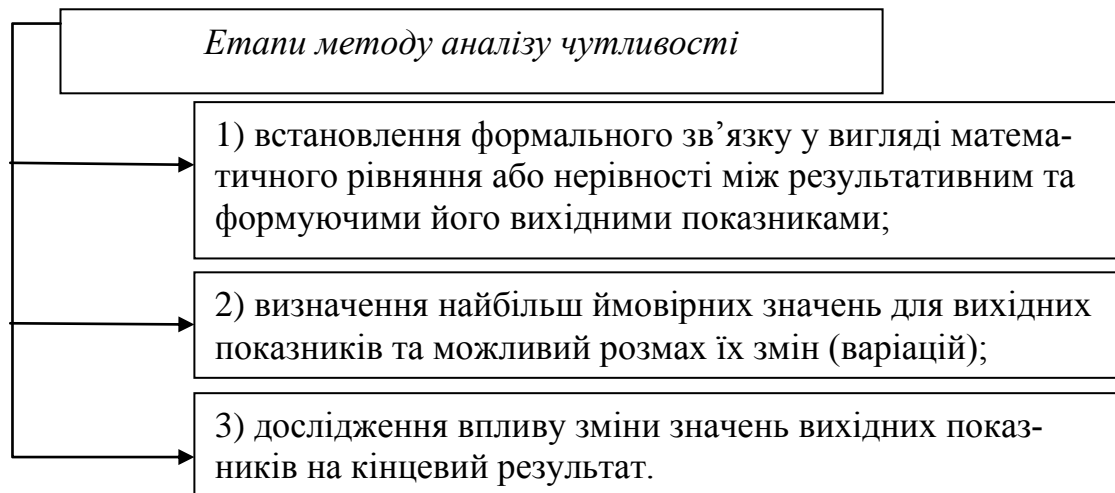 Етапи методу аналізу чутливості
1) встановлення формального зв’язку у вигляді матема-
тичного рівняння або нерівності між результативним та
формуючими його вихідними показниками;
2) визначення найбільш ймовірних значень для вихідних
показників та можливий розмах їх змін (варіацій);
3) дослідження впливу зміни значень вихідних показ-
ників на кінцевий результат.